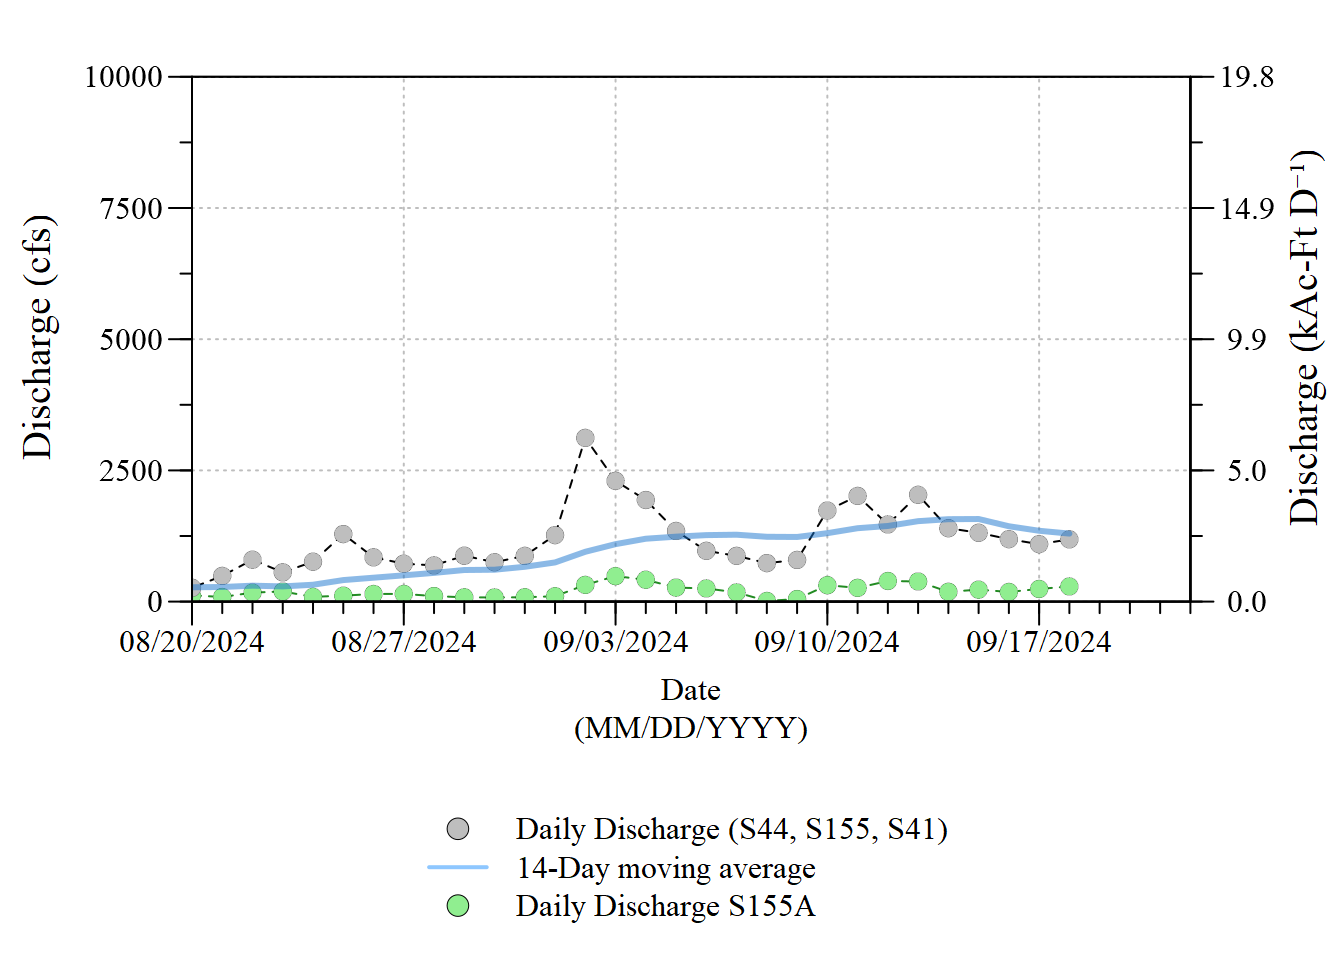 10000
7500
5000
2500
0
Discharge (cfs)
19.8
14.9
9.9
5.0
0.0
Discharge (kAc-Ft D⁻¹)
08/20/2024 08/27/2024 09/03/2024 09/10/2024 09/17/2024
Date
(MM/DD/YYYY)
Daily Discharge (S44, S155, S41)
14-Day moving average
Daily Discharge S155A